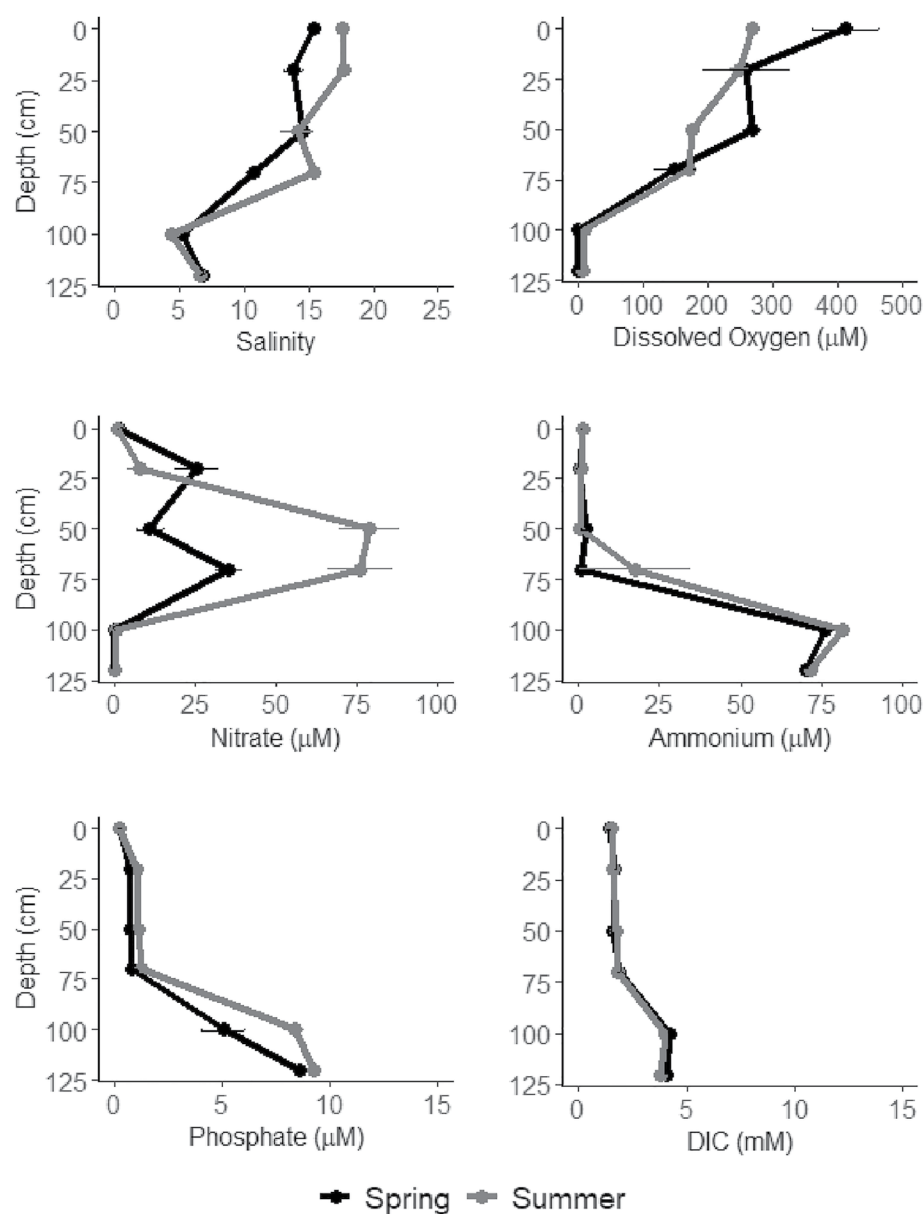 0
25
50
75
100
125
Depth (cm)
0 5 10 15 20 25
Salinity
0
25
50
75
100
125
0 100 200 300 400 500
Dissolved Oxygen (μM)
0
25
50
75
100
125
Depth (cm)
0 25 50 75 100
Nitrate (μM)
0
25
50
75
100
125
0 25 50 75 100
Ammonium (μM)
0
25
50
75
100
125
Depth (cm)
0 5 10 15
Phosphate (μM)
0
25
50
75
100
125
0 5 10 15
DIC (mM)
Spring Summer